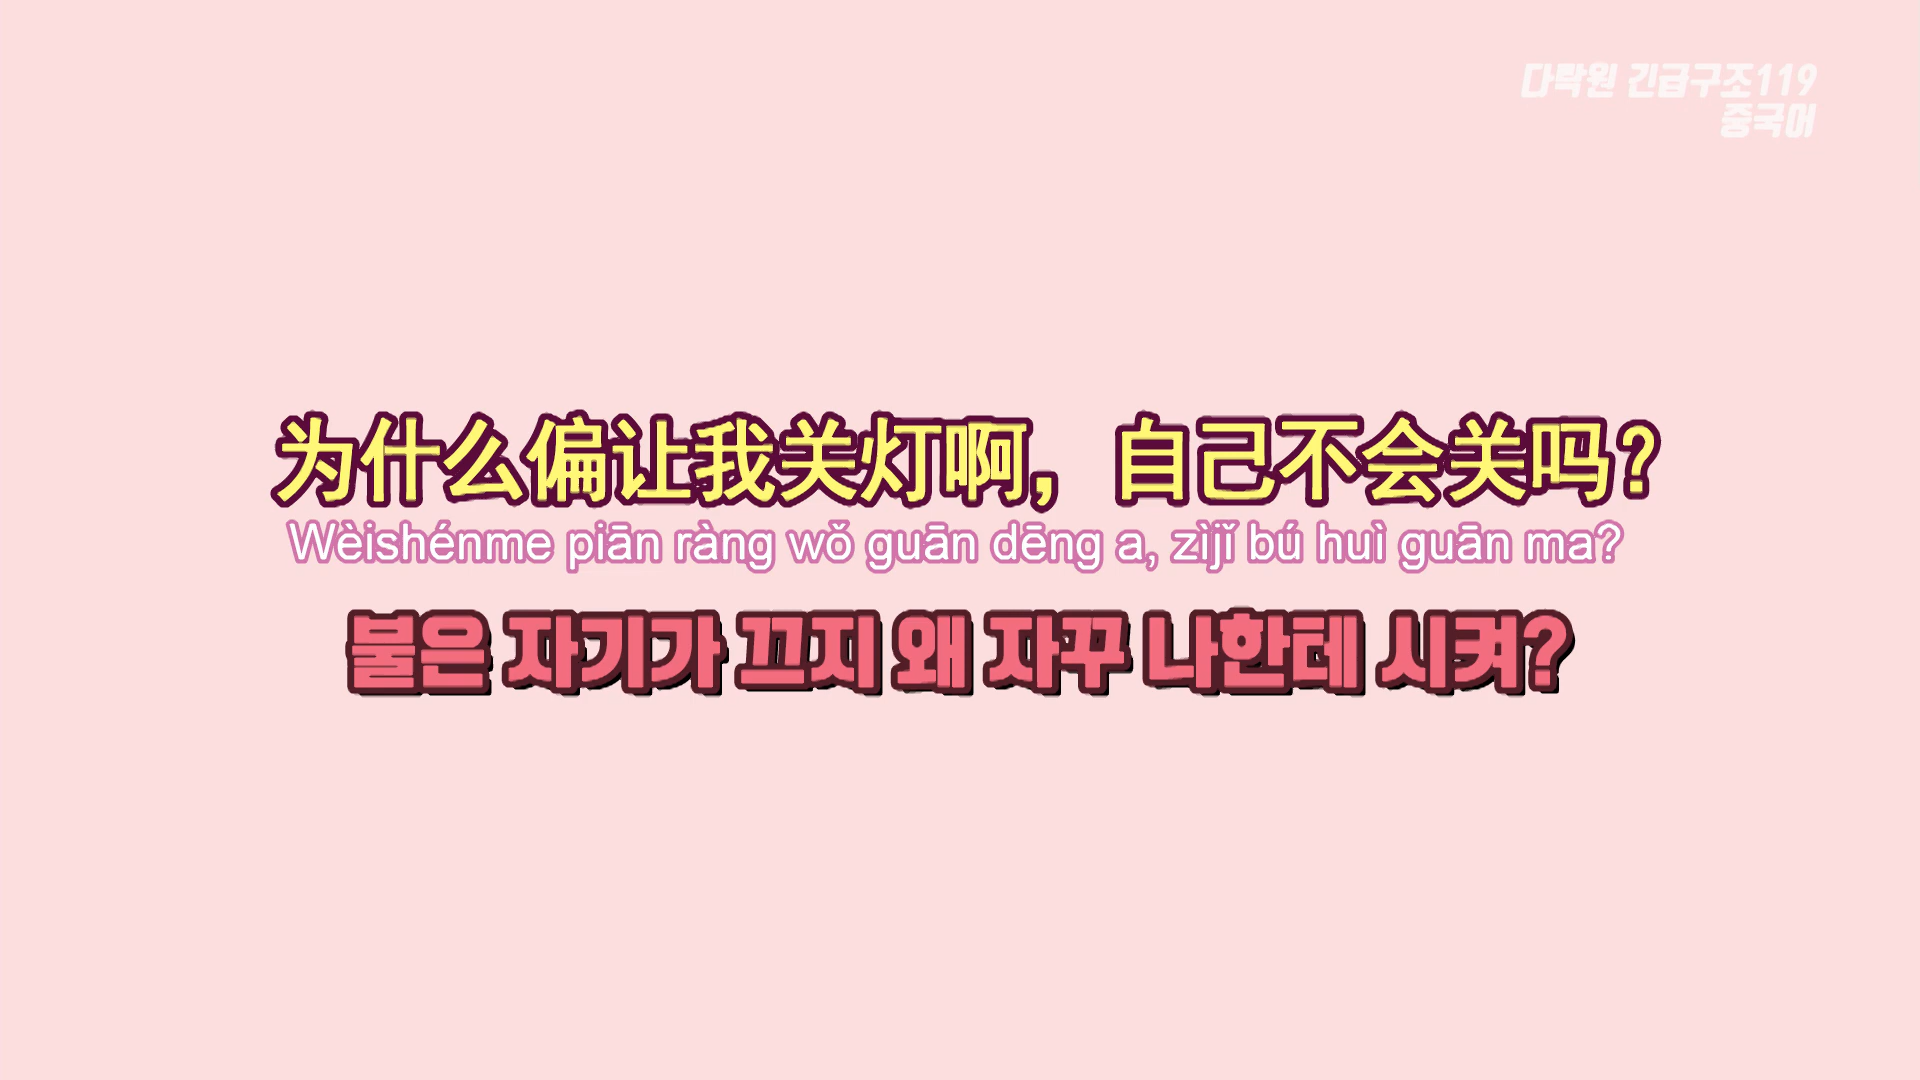 다락원 긴급구조119
중국어
为什么偏让我关灯啊，自己不会关吗？
Wèishénme piān ràng wǒ guān dēng a, zìjǐ bú huì guān ma?
불은 자기가 끄지 왜 자꾸 나한테 시켜?